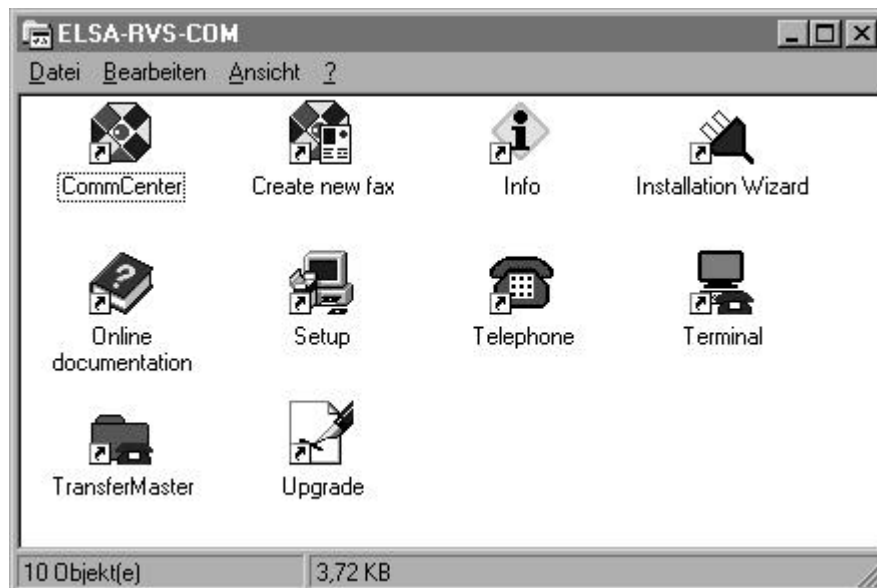 ELSA-RVS-COM
Datei Bearbeiten Ansicht ?
CommCenter Create new fax Info Installation Wizard
Online documentation Setup Telephone Terminal
TransferMaster Upgrade
10 Objekt(e) 3,72 KB